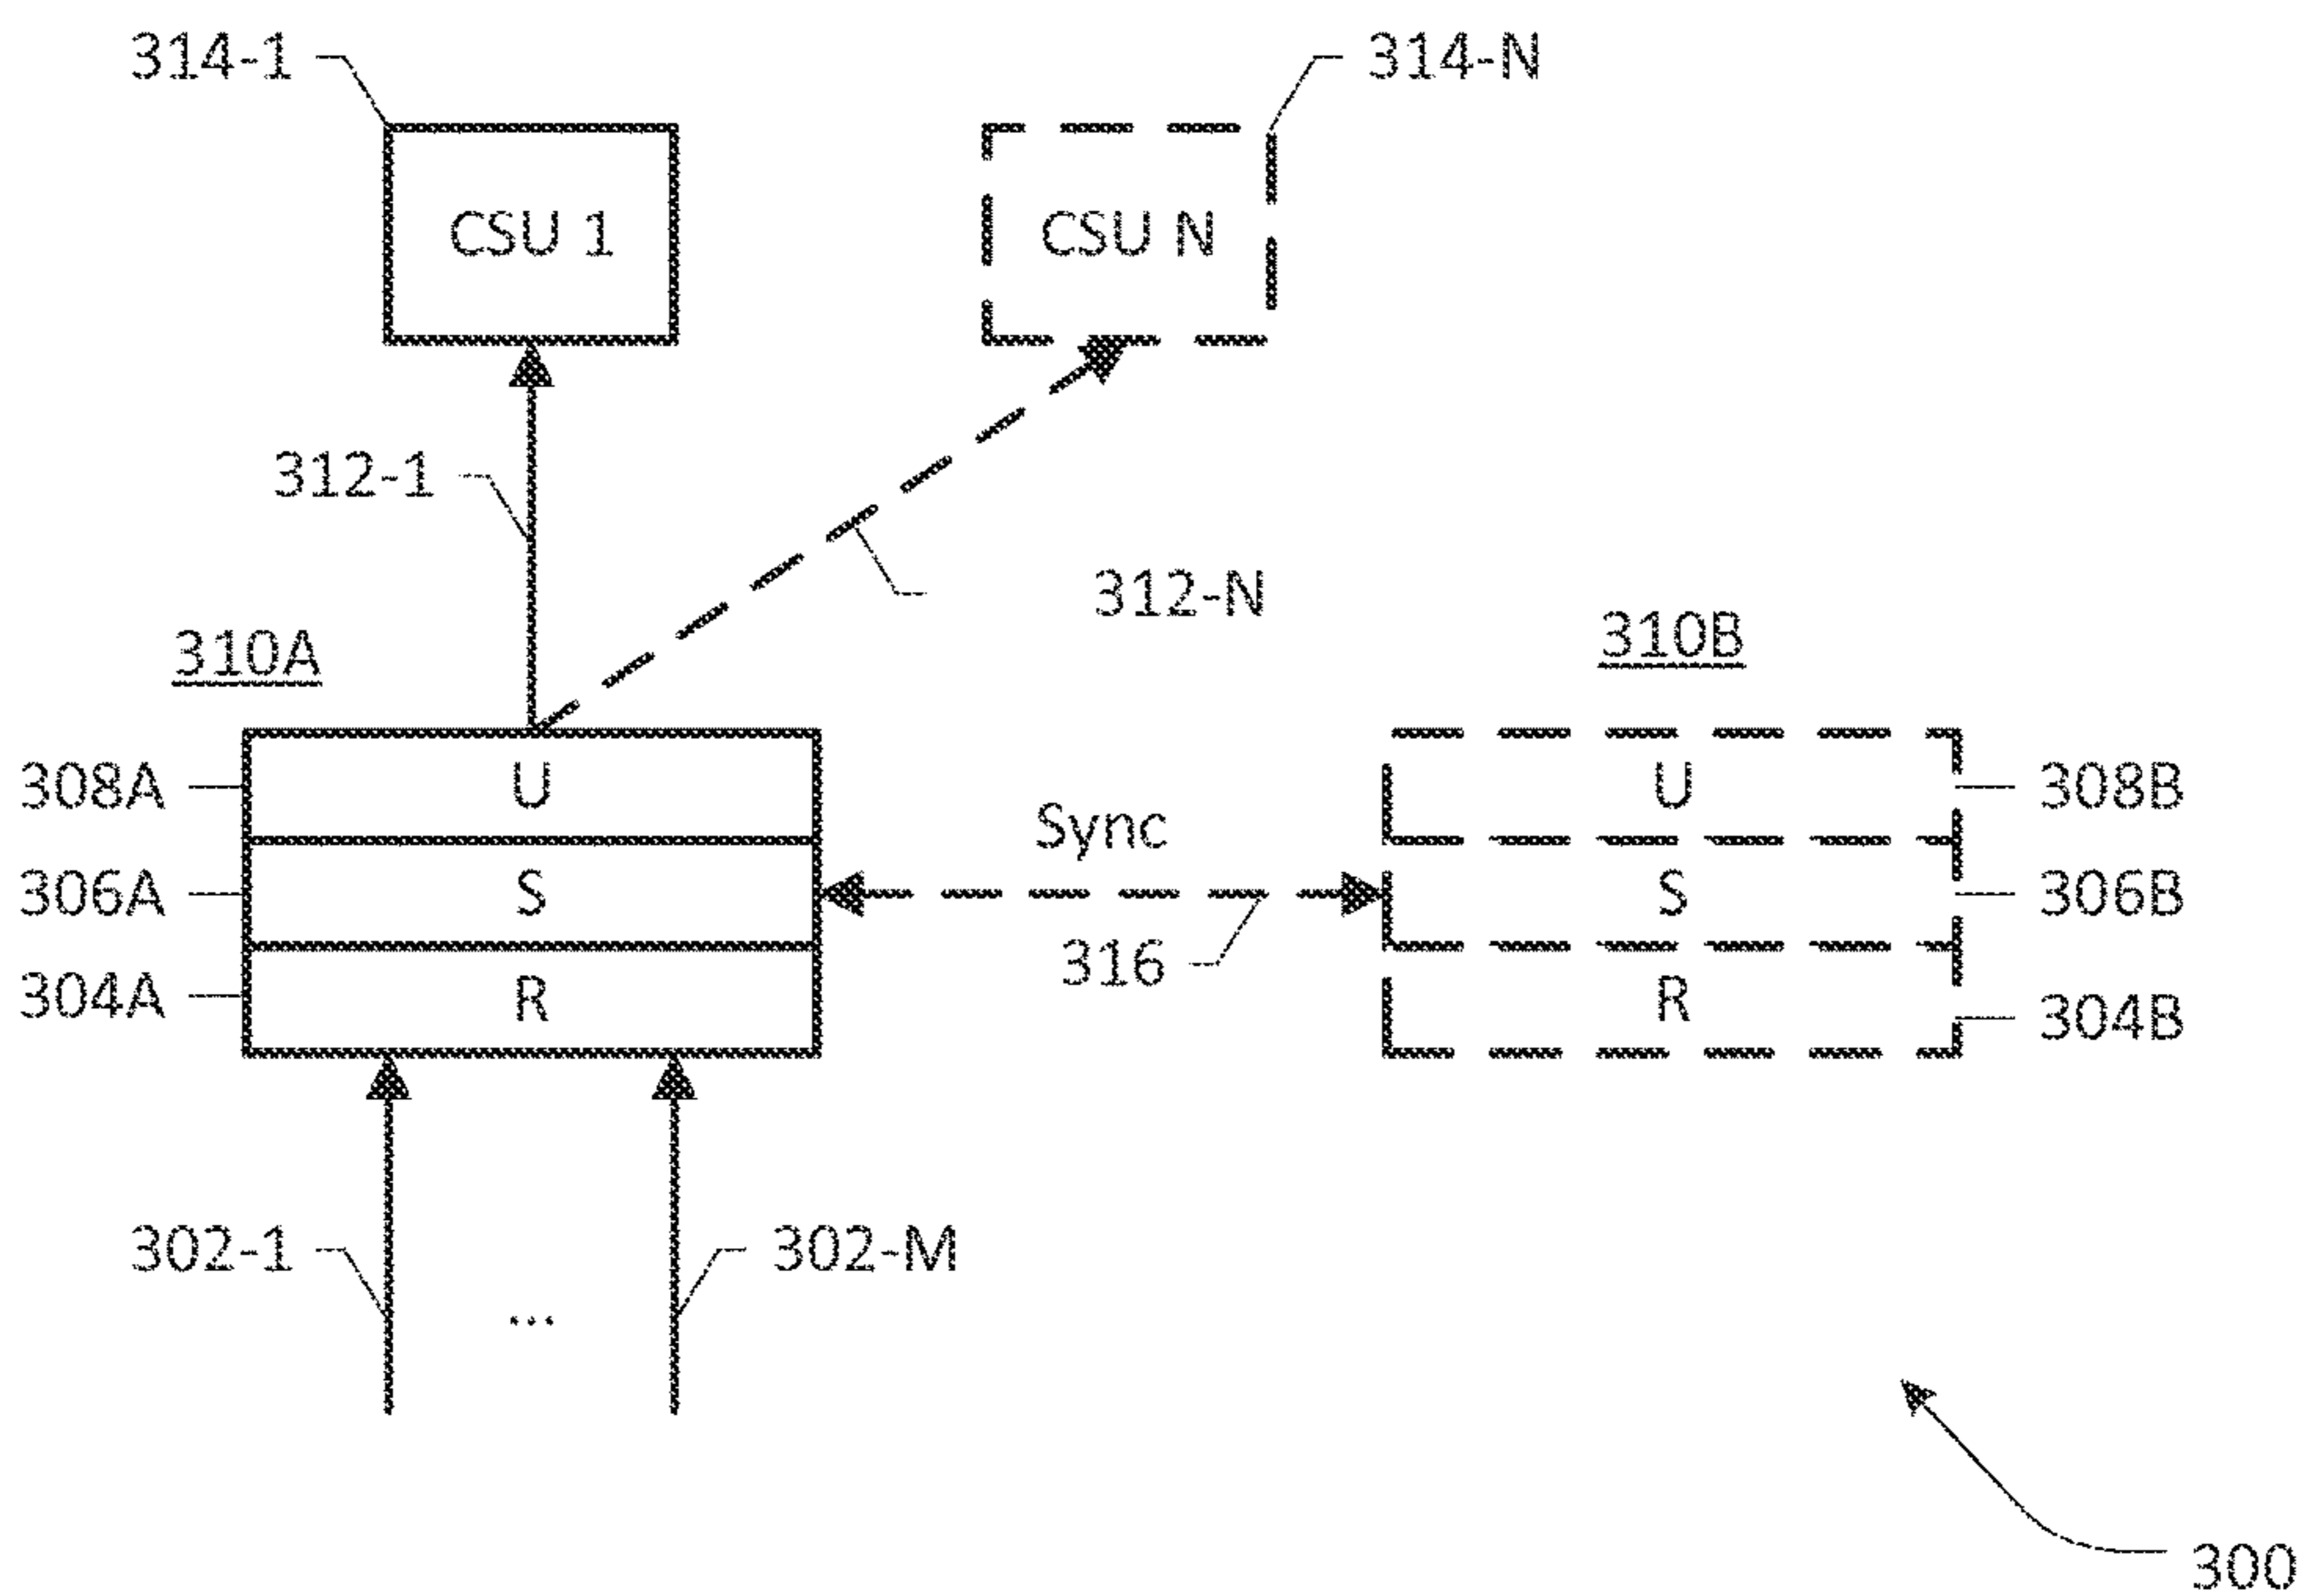 314-1
314-N
CSU 1
CSU N
312-1
312-N
310A
310B
308A
U
U
308B
Sync
306A
S
S
306B
316
304A
R
R
304B
302-1
302-M
...
300